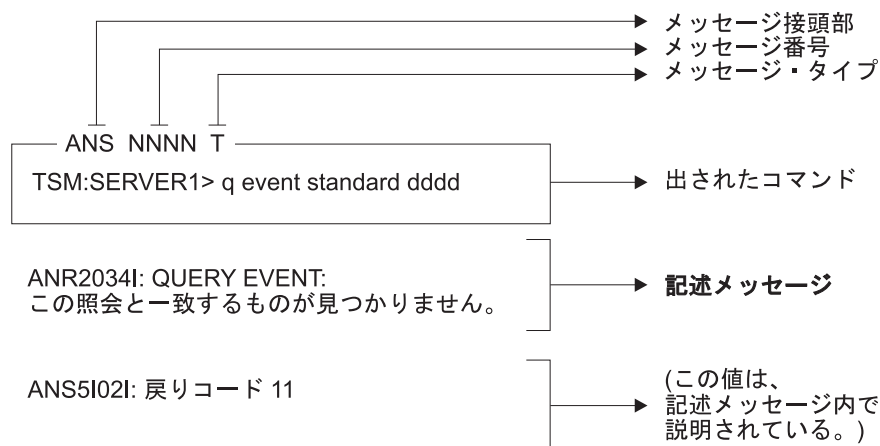 メッセージ接頭部
メッセージ番号
メッセージ・タイプ
ANS NNNN T
TSM:SERVER1> q event standard dddd
出されたコマンド
ANR2034I: QUERY EVENT:
この照会と一致するものが見つかりません。
記述メッセージ
ANS5I02I: 戻りコード 11
(この値は、
記述メッセージ内で
説明されている。)